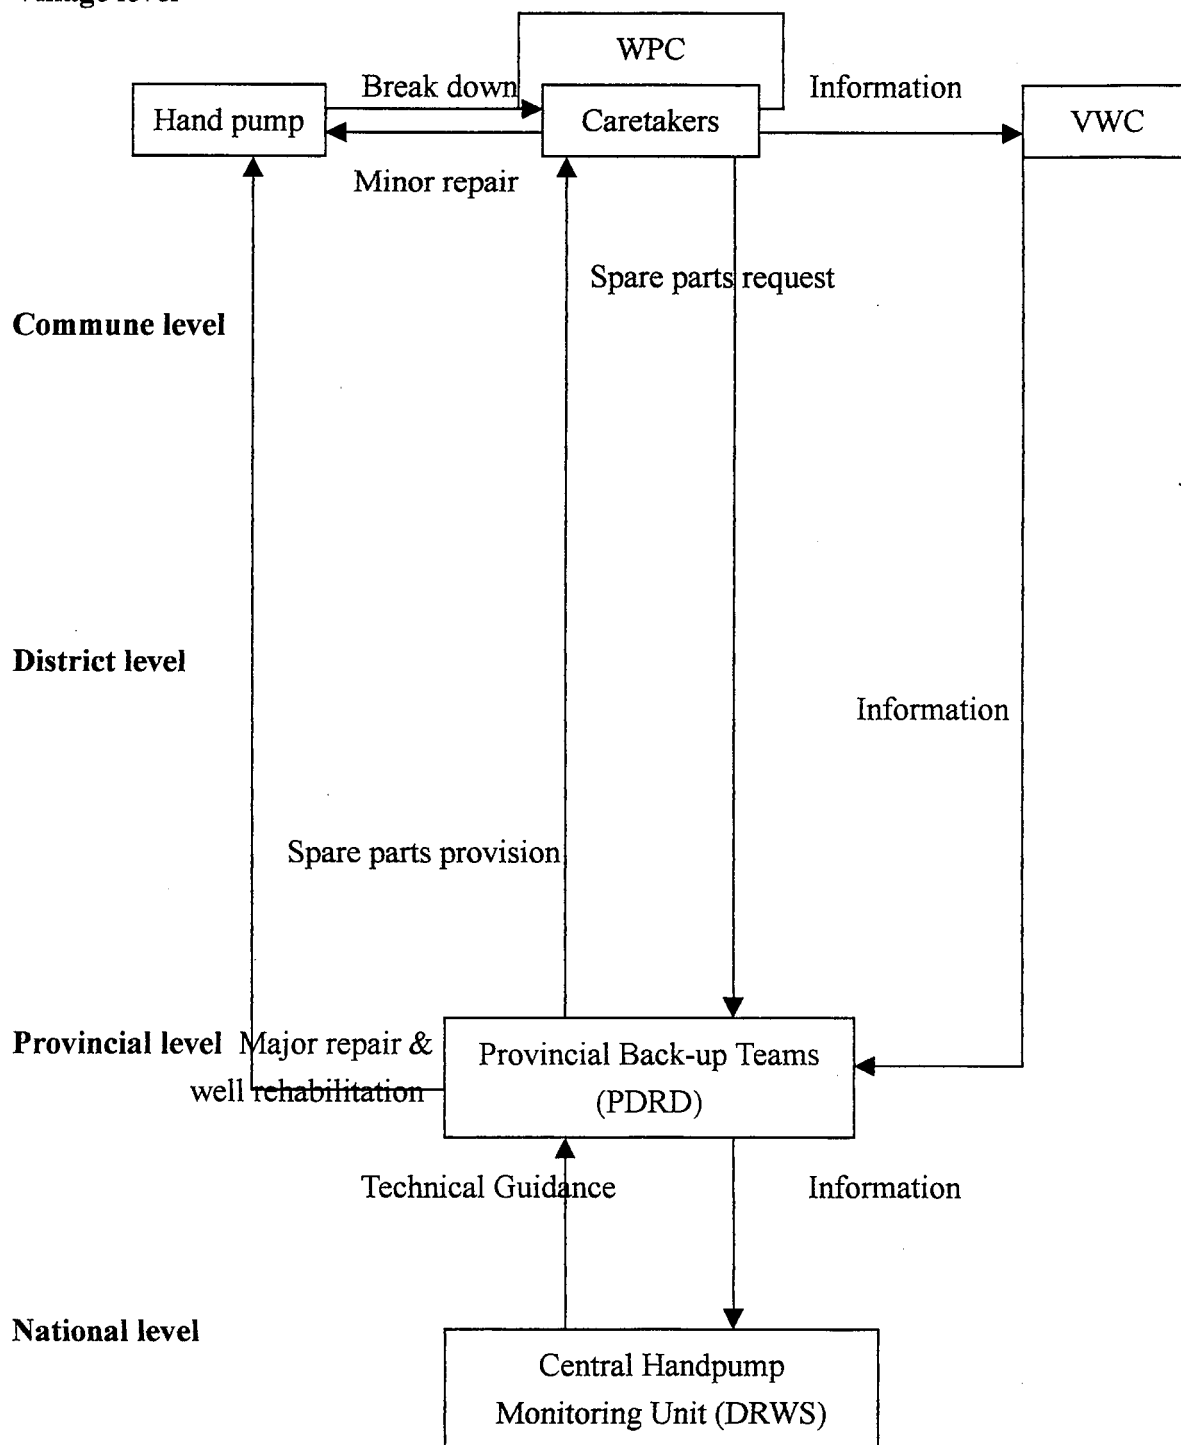 Village level
WPC
Break down
Information
Hand pump
Caretakers
VWC
Minor repair
Spare parts request
Commune level
District level
Information
Spare parts provision
Provincial level Major repair &
well rehabilitation
Provincial Back-up Teams
(PDRD)
Technical Guidance
Information
National level
Central Handpump
Monitoring Unit (DRWS)